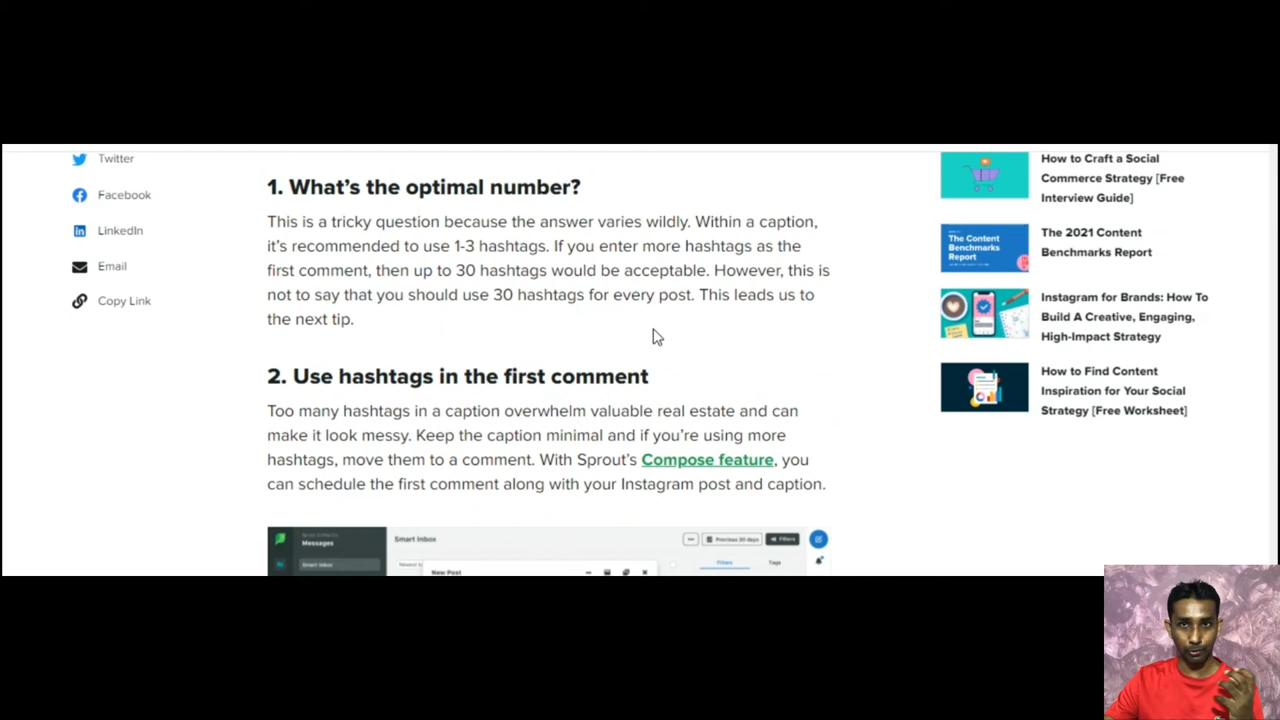 Twitter
Facebook
LinkedIn
Email
Copy Link
1. What's the optimal number?
This is a tricky question because the answer varies wildly. Within a caption,
it's recommended to use 1-3 hashtags. If you enter more hashtags as the
first comment, then up to 30 hashtags would be acceptable. However, this is
not to say that you should use 30 hashtags for every post. This leads us to
the next tip.
2. Use hashtags in the first comment
Too many hashtags in a caption overwhelm valuable real estate and can
make it look messy. Keep the caption minimal and if you're using more
hashtags, move them to a comment. With Sprout's Compose feature, you
can schedule the first comment along with your Instagram post and caption.
Messages
Smart Inbox
Smart Inbox
Previous 20 days
Filters
New Post
Filters
Tags
How to Craft a Social
Commerce Strategy [Free
Interview Guide]
The Content
Benchmarks
Report
The 2021 Content
Benchmarks Report
Instagram for Brands: How To
Build A Creative, Engaging,
High-Impact Strategy
How to Find Content
Inspiration for Your Social
Strategy [Free Worksheet]